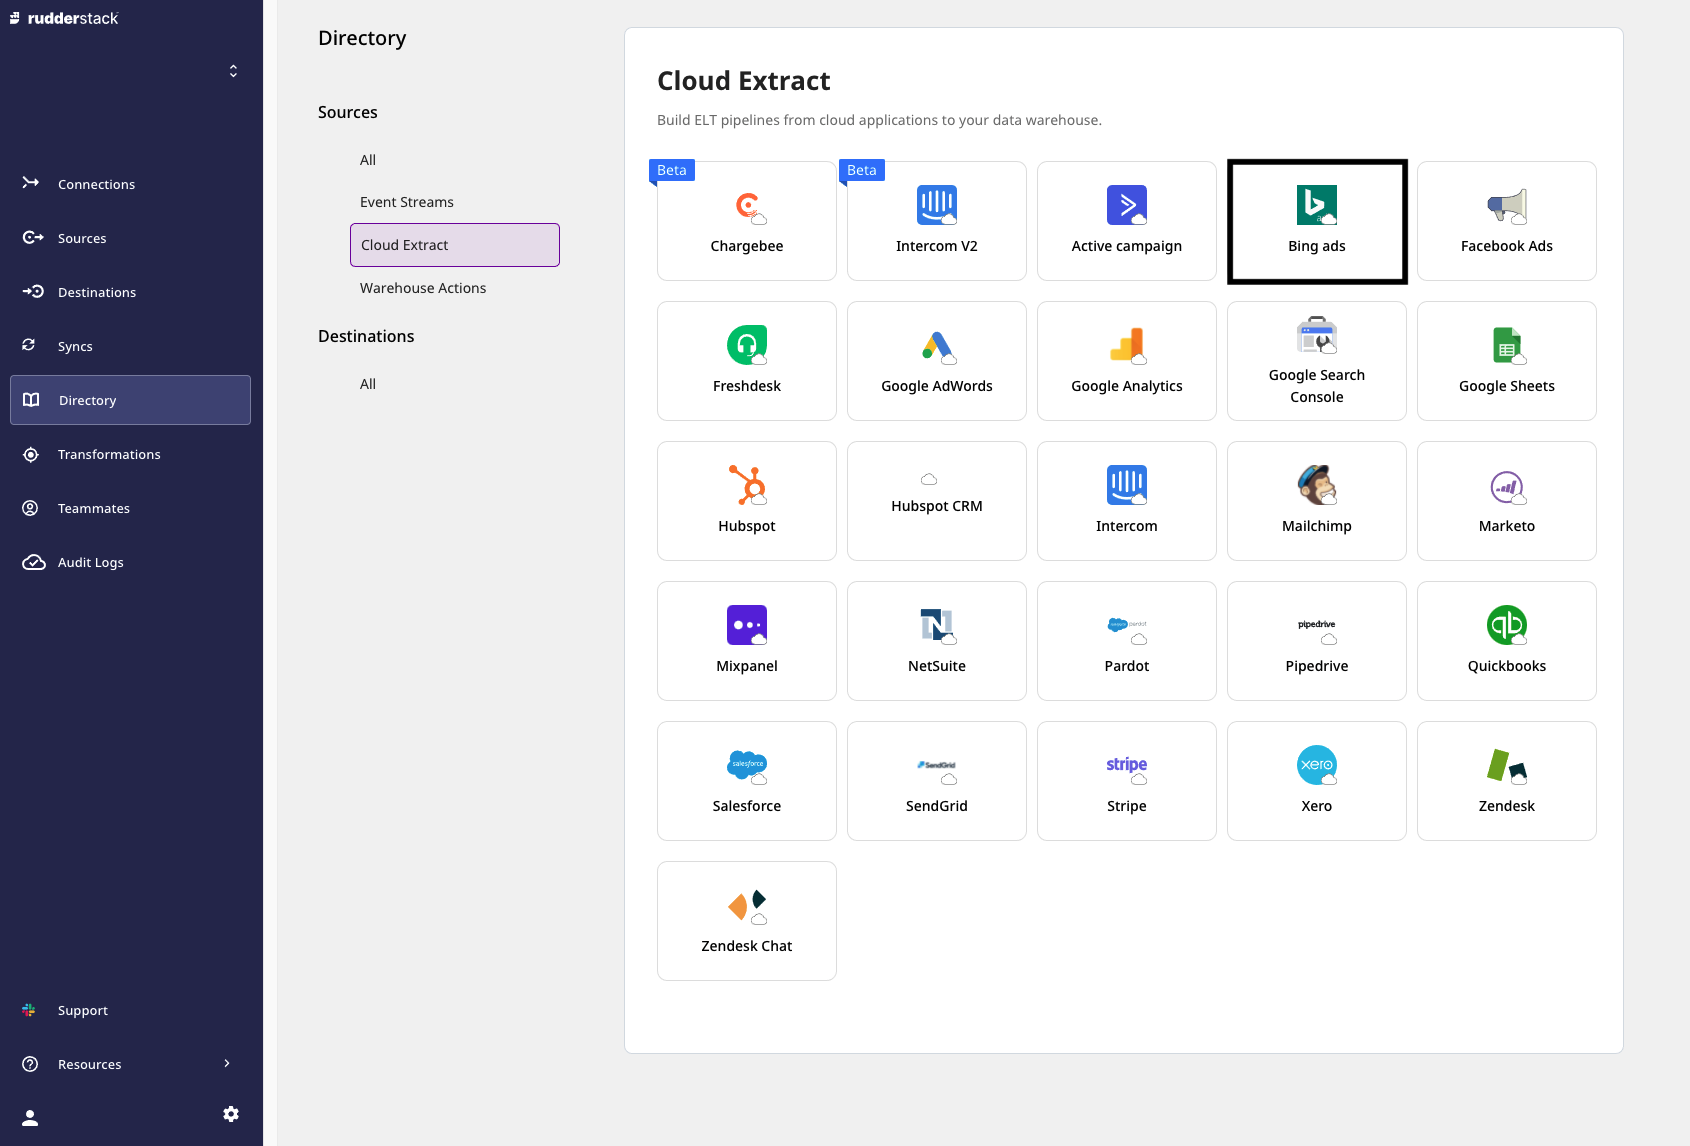 rudderstack
Connections
Sources
Destinations
Syncs
Directory
Transformations
Teammates
Audit Logs
Support
Resources
Directory
Sources
All
Event Streams
Cloud Extract
Warehouse Actions
Destinations
All
Cloud Extract
Build ELT pipelines from cloud applications to your data warehouse.
Beta
Chargebee
Beta
Intercom V2
Active campaign
Bing ads
Facebook Ads
Freshdesk
Google AdWords
Google Analytics
Google Search
Console
Google Sheets
Hubspot
Hubspot CRM
Intercom
Mailchimp
Marketo
Mixpanel
NetSuite
Pardot
pipedrive
Pipedrive
qb
Quickbooks
salesforce
Salesforce
SendGrid
SendGrid
stripe
Stripe
xero
Xero
Zendesk
Zendesk Chat